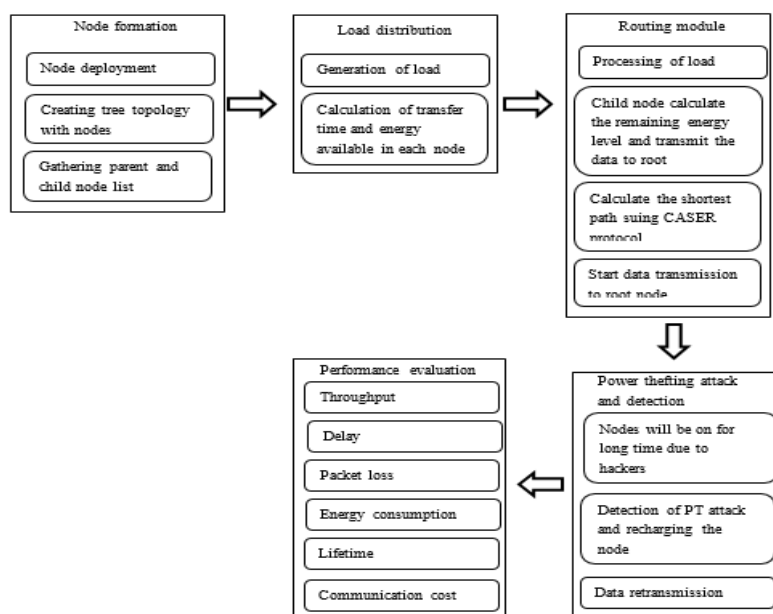 Node formation
Node deployment
Creating tree topology
with nodes
Gathering parent and
child node list
Load distribution
Generation of load
Calculation of transfer
time and energy
available in each node
Routing module
Processing of load
Child node calculate
the remaining energy
level and transmit the
data to root
Calculate the shortest
path suing CASER
protocol
Start data transmission
to root node
Power thefting attack
and detection
Nodes will be on for
long time due to
hackers
Detection of PT attack
and recharging the
node
Data retransmission
Performance evaluation
Throughput
Delay
Packet loss
Energy consumption
Lifetime
Communication cost